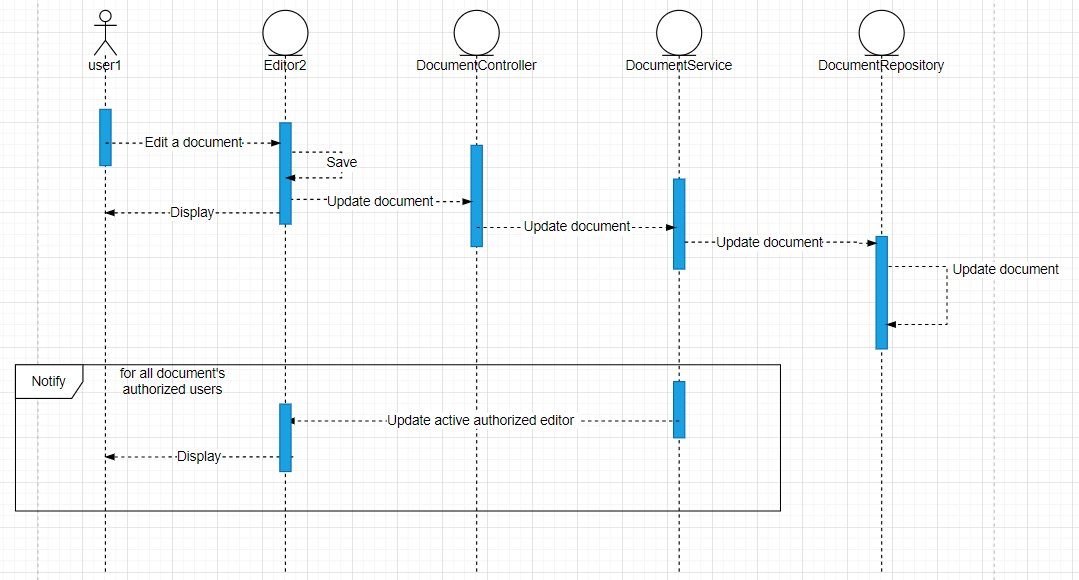 user1
Editor2
DocumentController
DocumentService
DocumentRepository
Edit a document
Save
Update document
Display
Update document
Update document
Update document
Notify
for all document's
authorized users
Update active authorized editor
Display